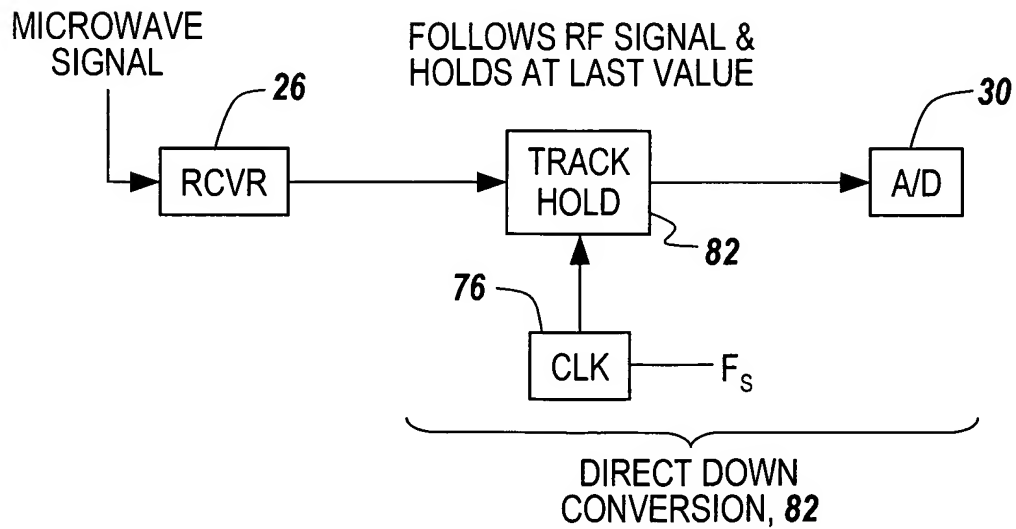 MICROWAVE
SIGNAL
FOLLOWS RF SIGNAL &
HOLDS AT LAST VALUE
26
30
RCVR
TRACK
HOLD
A/D
82
76
CLK
FS
DIRECT DOWN
CONVERSION, 82